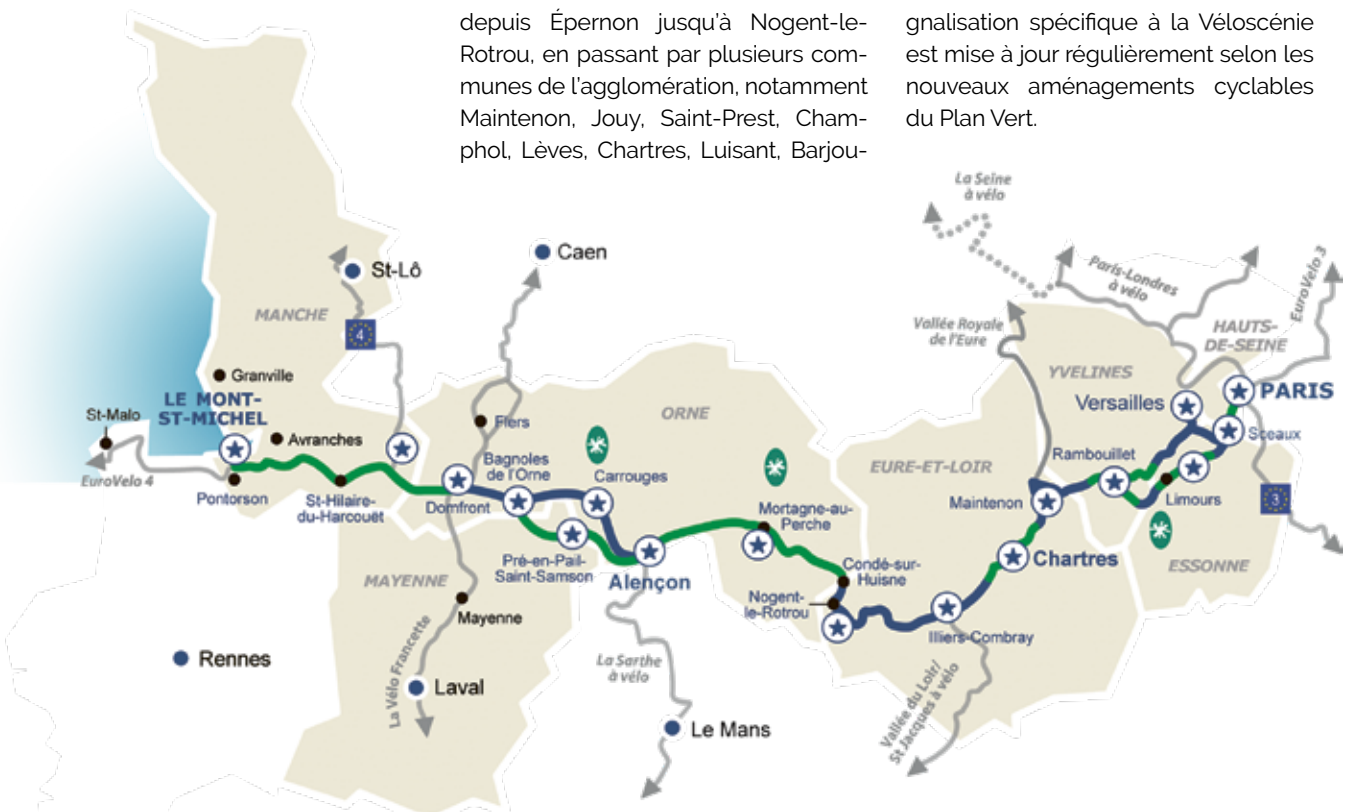 depuis Épernon jusqu'à Nogent-le-
Rotrou, en passant par plusieurs com-
munes de l'agglomération, notamment
Maintenon, Jouy, Saint-Prest, Cham-
phol, Lèves, Chartres, Luisant, Barjou-
gnalisation spécifique à la Véloscénie
est mise à jour régulièrement selon les
nouveaux aménagements cyclables
du Plan Vert.
La Seine
à vélo
Caen
St-Lô
Paris-Londres
à vélo
EuroVelo 3
MANCHE
4
Vallée Royale
de l'Eure
HAUTS-
DE-SEINE
Granville
YVELINES
PARIS
LE MONT-
ST-MICHEL
Versailles
St-Malo
ORNE
Flers
Avranches
Sceaux
Rambouillet
EuroVelo 4
Bagnoles
de l'Orne
Carrouges
EURE-ET-LOIR
Pontorson
St-Hilaire-
du-Harcouët
Domfront
Maintenon
Limours
3
Mortagne-au-
Perche
Pré-en-Pail-
Saint-Samson
Alençon
Condé-sur-
Huisne
Chartres
ESSONNE
MAYENNE
Nogent-
le-Rotrou
Mayenne
Illiers-Combray
Rennes
La Vélo Francette
La Sarthe
à vélo
Laval
Vallée du Loir/
St Jacques à vélo
Le Mans